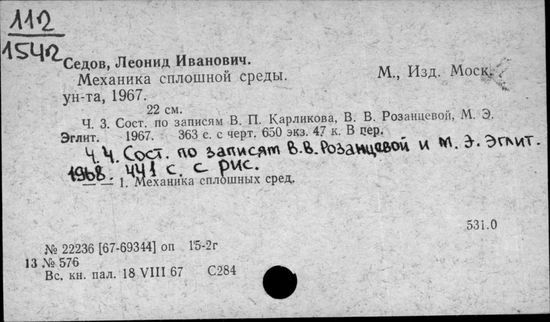 112
1542
Седов, Леонид Иванович.
Механика сплошной среды. М., Изд. Моск.
ун-та, 1967.
22 см.
Ч. 3. Сост. по записям В. П. Карликова, В. В. Розанцевой, М. Э.
Эглит. 1967. 363 с. с черт. 650 экз. 47 к. В пер.
Ч. 4. Сост. по записям В.В. Розанцевой и М. Э. Эглит.
1968. 441 с. с рис.
— — 1. Механика сплошных сред.
531.0
№ 22236 [67-69344] оп 15-2г
13 № 576
Вс. кн. пал. 18 VIII 67 С284